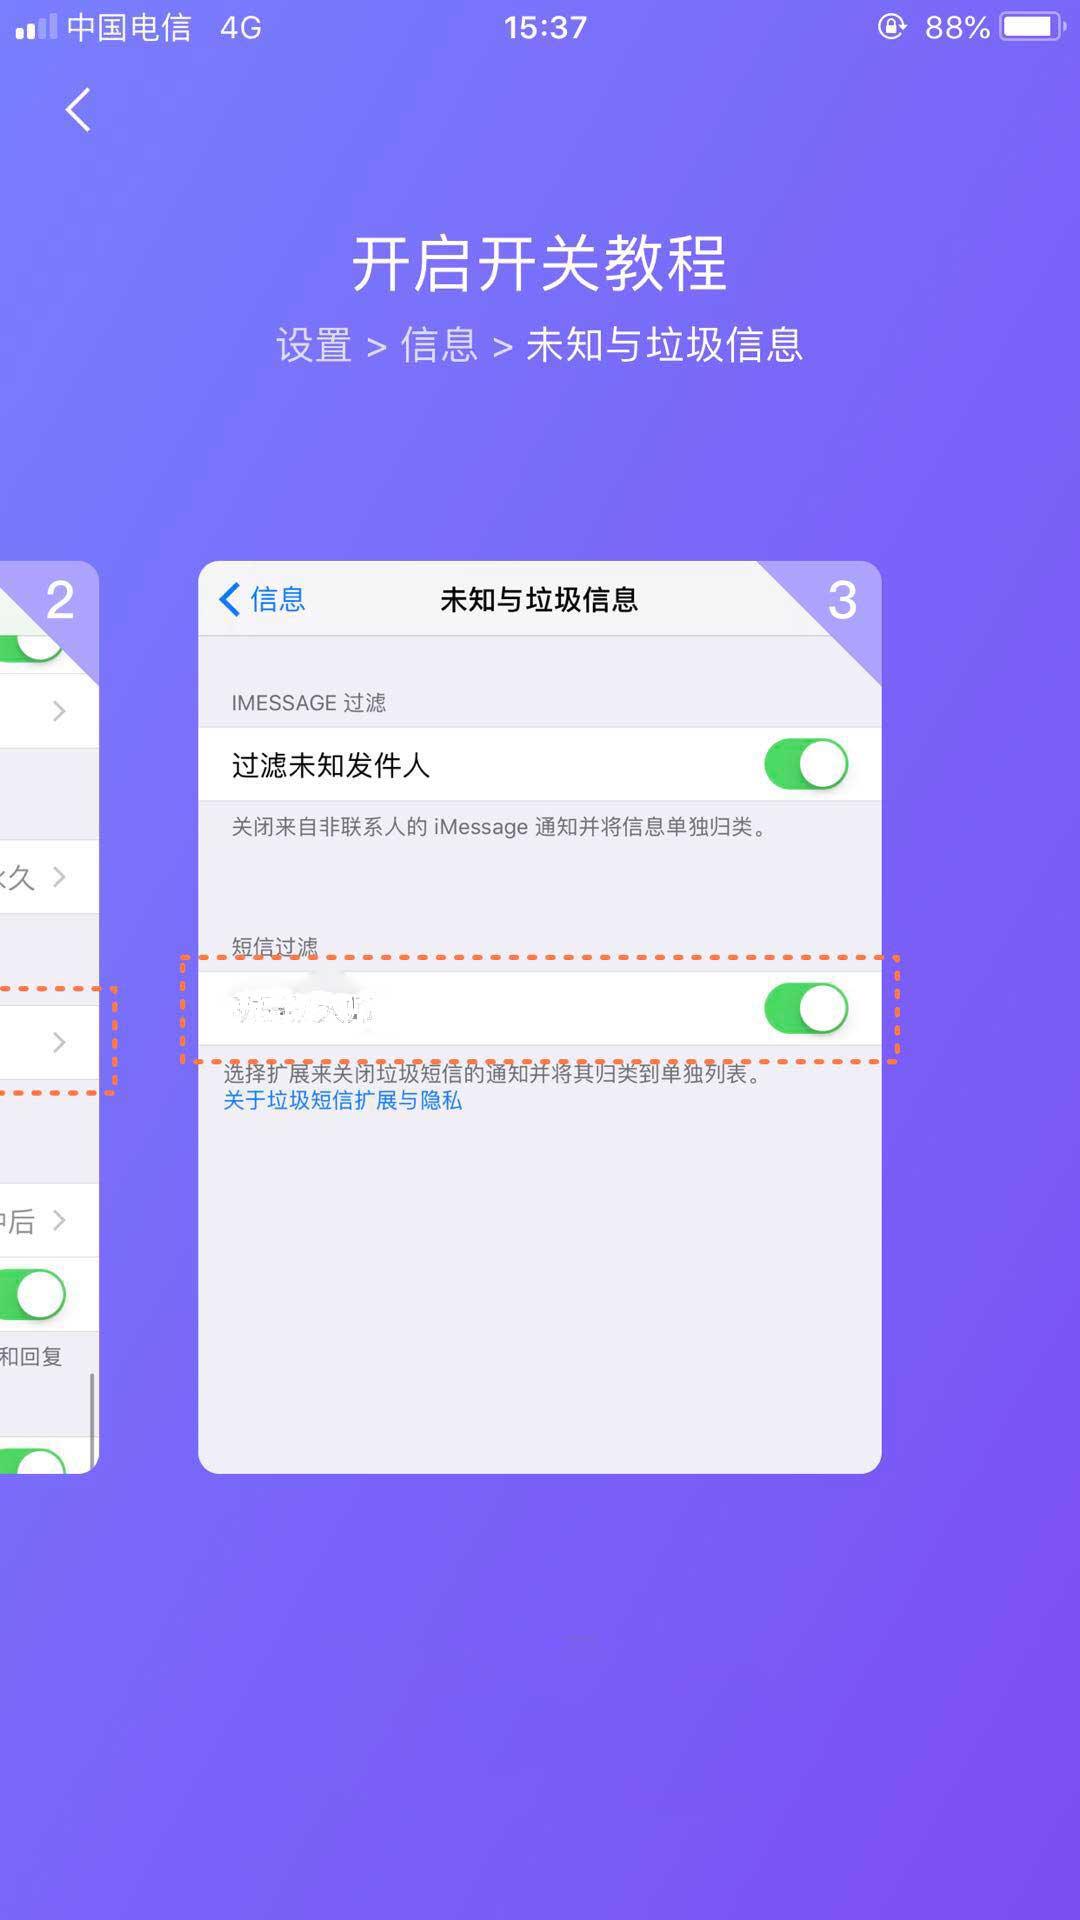 中国电信 4G 15:37 88%
开启开关教程
设置 > 信息 > 未知与垃圾信息
2
久
后
和回复
信息 未知与垃圾信息 3
IMESSAGE 过滤
过滤未知发件人
关闭来自非联系人的 iMessage 通知并将信息单独归类。
短信过滤
选择扩展来关闭垃圾短信的通知并将其归类到单独列表。
关于垃圾短信扩展与隐私